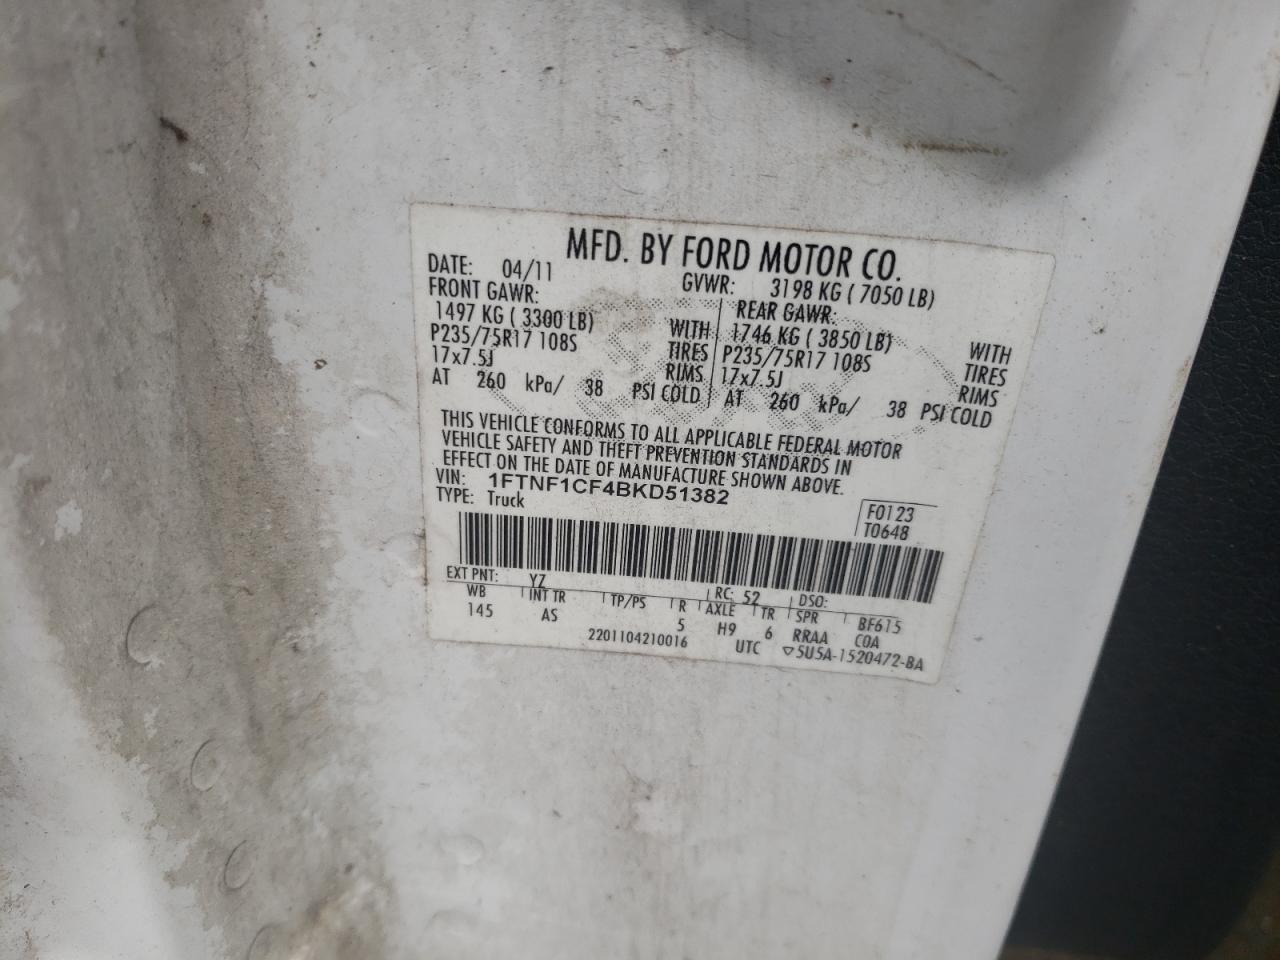 MFD. BY FORD MOTOR CO.
DATE: 04/11 GVWR: 3198 KG ( 7050 LB)
FRONT GAWR: REAR GAWR:
1497 KG ( 3300 LB) WITH 1746 KG ( 3850 LB) WITH
P235/75R17 108S TIRES P235/75R17 108S TIRES
17x7.5J RIMS 17x7.5J RIMS
AT 260 kPa/ 38 PSI COLD AT 260 kPa/ 38 PSI COLD
THIS VEHICLE CONFORMS TO ALL APPLICABLE FEDERAL MOTOR
VEHICLE SAFETY AND THEFT PREVENTION STANDARDS IN
EFFECT ON THE DATE OF MANUFACTURE SHOWN ABOVE.
VIN: 1FTNF1CF4BKD51382
TYPE: Truck
F0123
T0648
EXT PNT: YZ RC: 52 DSO:
WB INT TR TP/PS R AXLE TR SPR BF615
145 AS 5 H9 6 RRAA COA
2201104210016 UTC ▽5U5A-1520472-BA